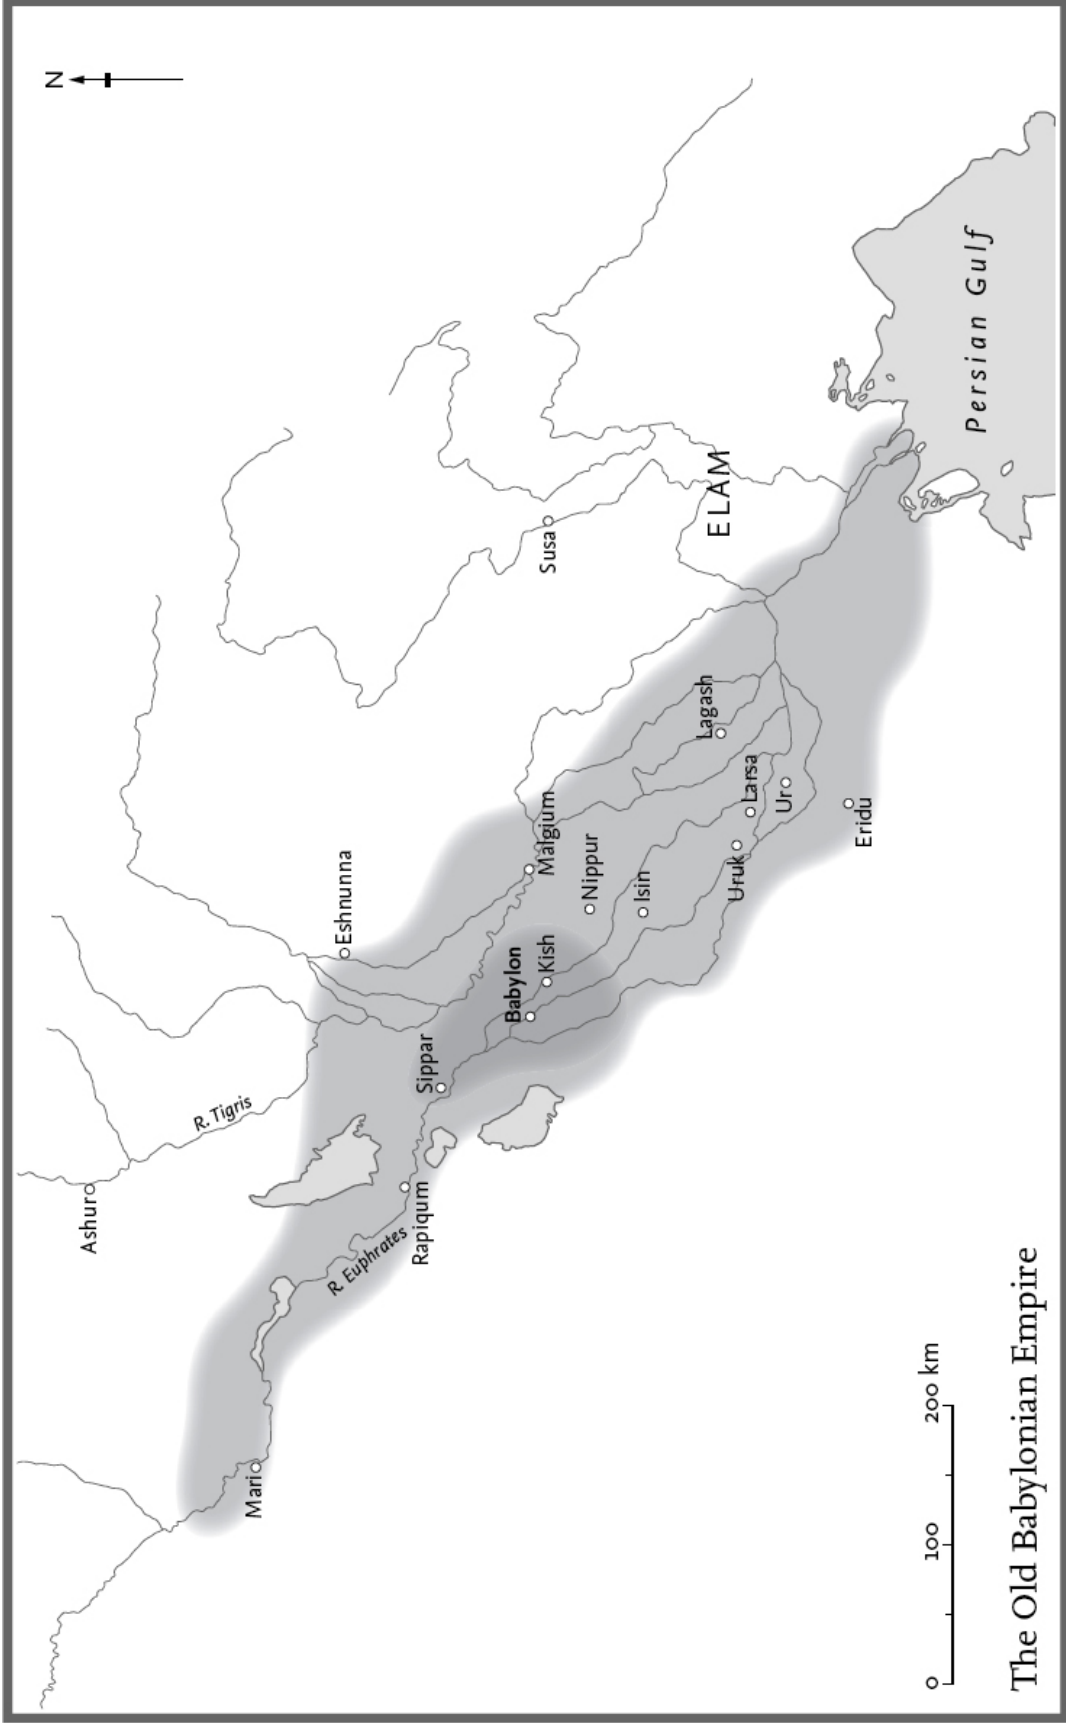 N
Ashur
R. Tigris
Eshnunna
Mari
R. Euphrates
Rapiqum
Sippar
Babylon
Kish
Malgium
Nippur
Isin
Susa
ELAM
Lagash
Larsa
Uruk
Ur
Eridu
Persian Gulf
0 100 200 km
The Old Babylonian Empire